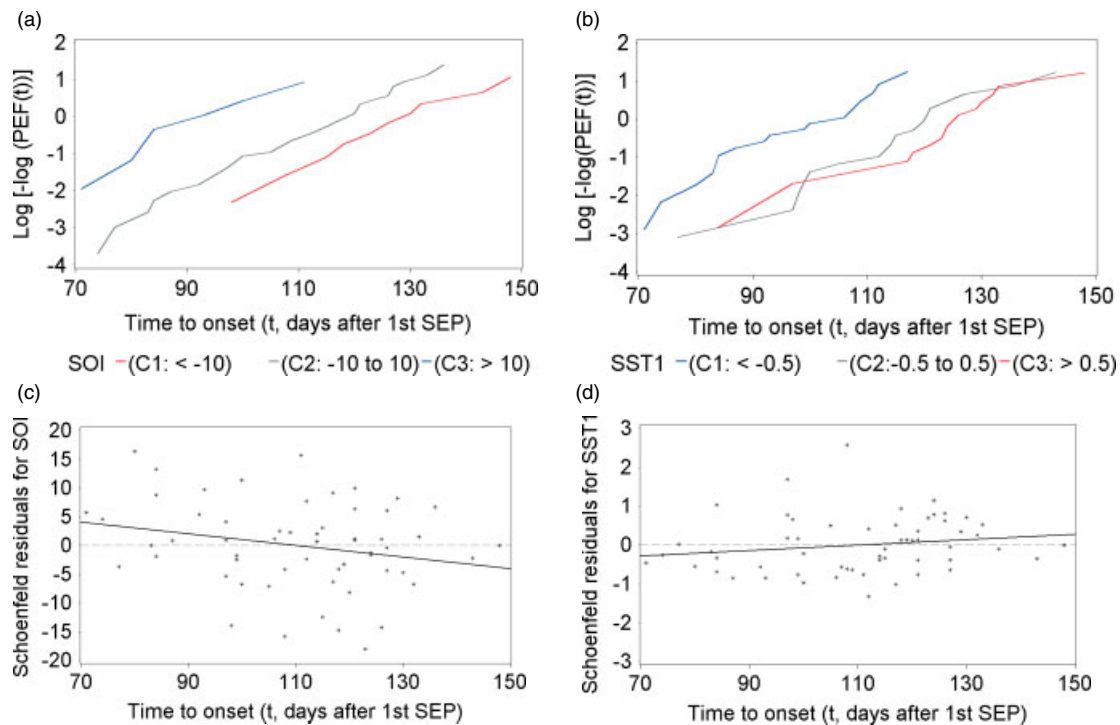 (a)
Log [-log (PEF(t))]
2
1
0
-1
-2
-3
-4
70 90 110 130 150
Time to onset (t, days after 1st SEP)
SOI (C1: < -10) (C2: -10 to 10) (C3: > 10)
(b)
Log [-log(PEF(t))]
2
1
0
-1
-2
-3
-4
70 90 110 130 150
Time to onset (t, days after 1st SEP)
SST1 (C1: < -0.5) (C2:-0.5 to 0.5) (C3: > 0.5)
(c)
Schoenfeld residuals for SOI
20
15
10
5
0
-5
-10
-15
-20
70 90 110 130 150
Time to onset (t, days after 1st SEP)
(d)
Schoenfeld residuals for SST1
3
2
1
0
-1
-2
-3
70 90 110 130 150
Time to onset (t, days after 1st SEP)